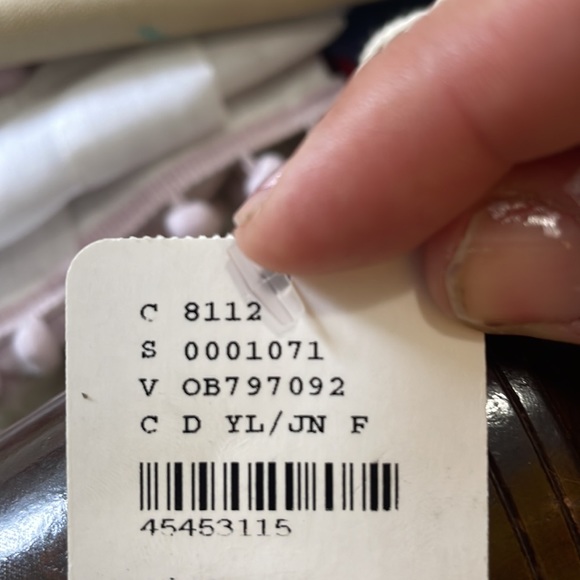 C 8112
S 0001071
V OB797092
C D YL/JN F
45453115